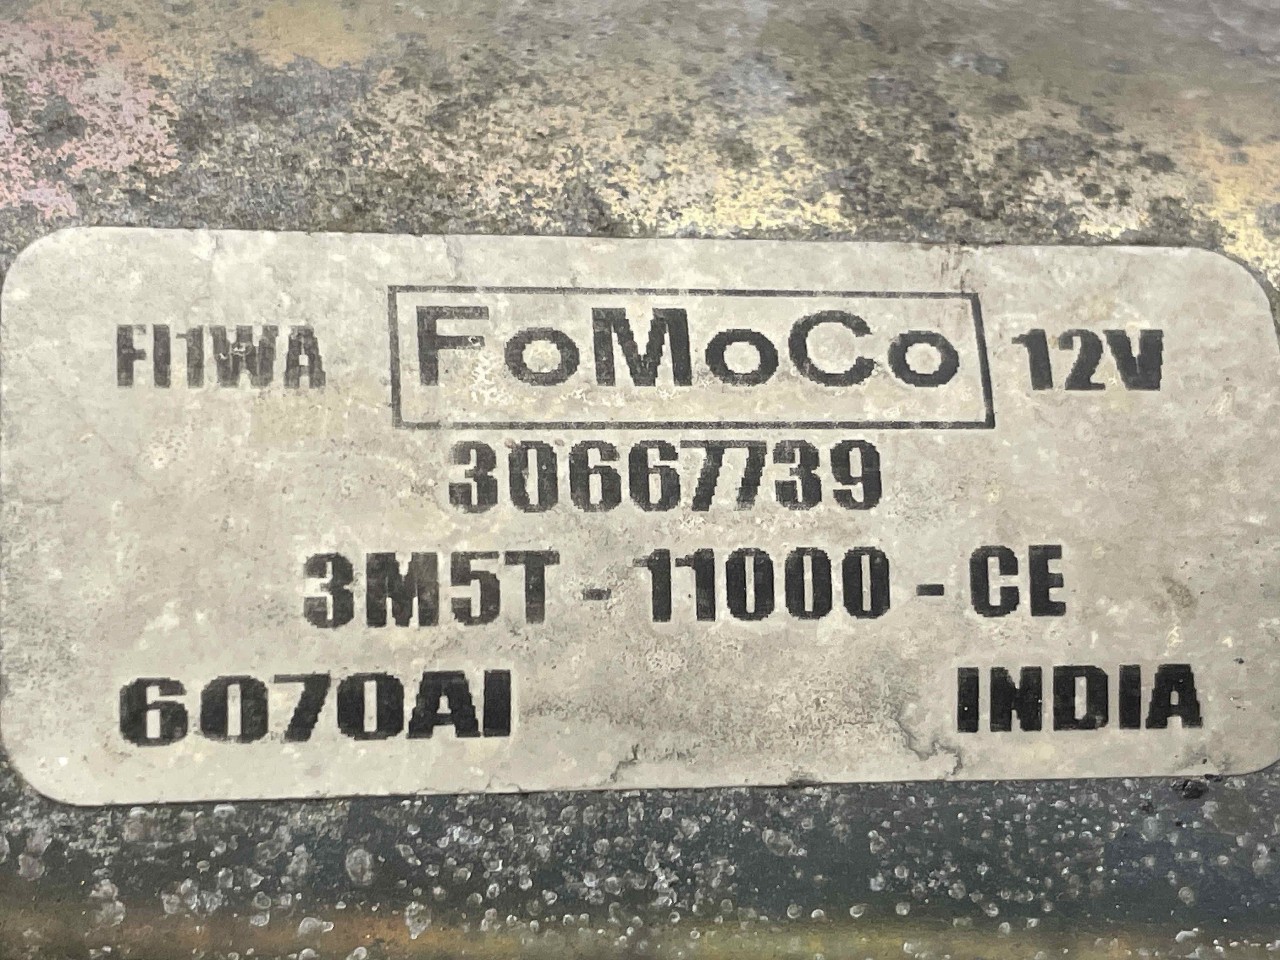 FI1WA FoMoCo 12V
30667739
3M5T-11000-CE
6070AI INDIA